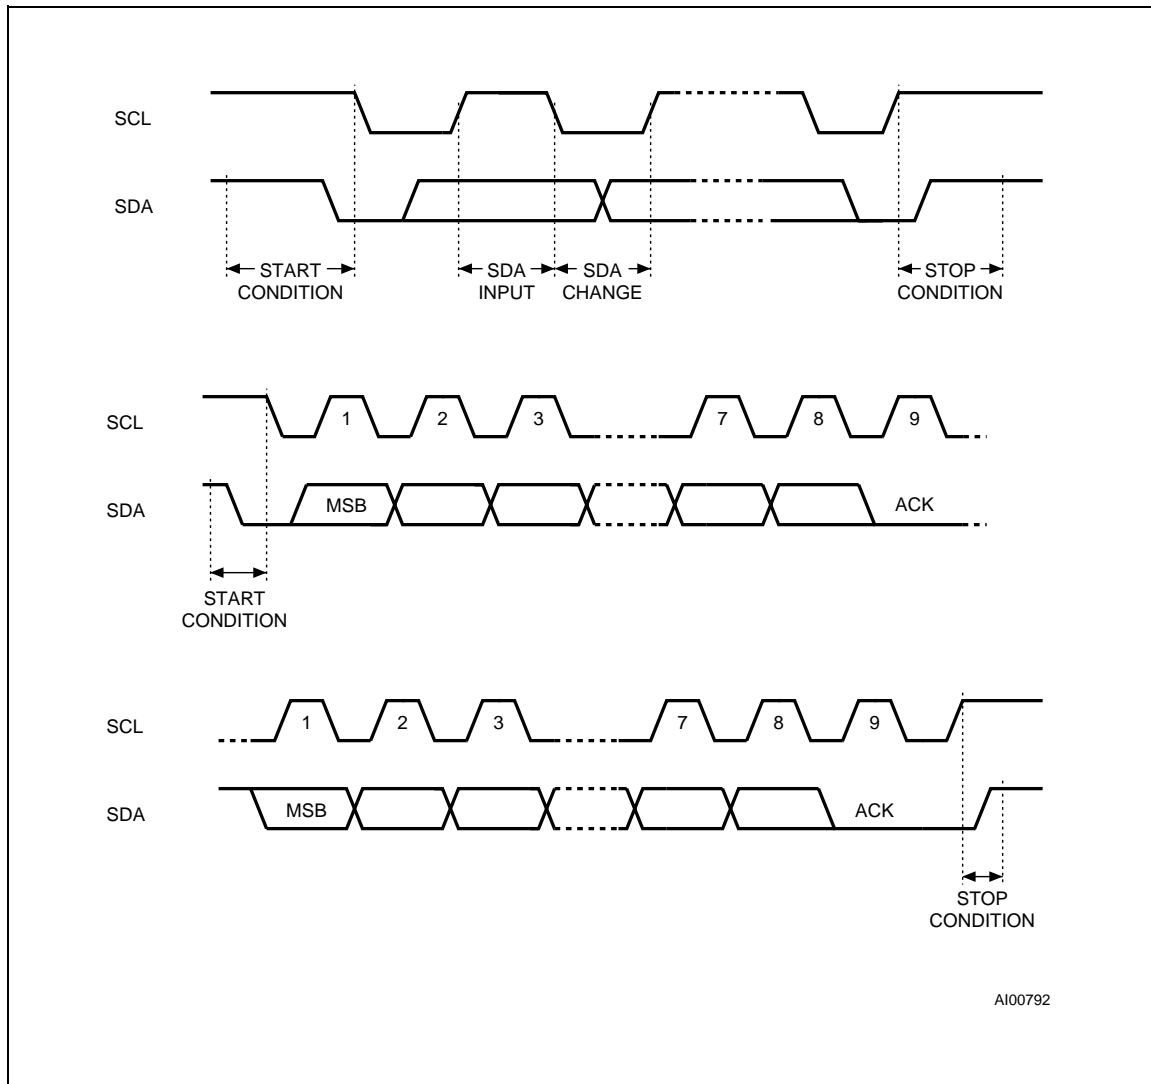 SCL
SDA
START CONDITION
SDA INPUT
SDA CHANGE
STOP CONDITION
SCL
1 2 3 7 8 9
SDA
MSB ACK
START CONDITION
SCL
1 2 3 7 8 9
SDA
MSB ACK
STOP CONDITION
AI00792